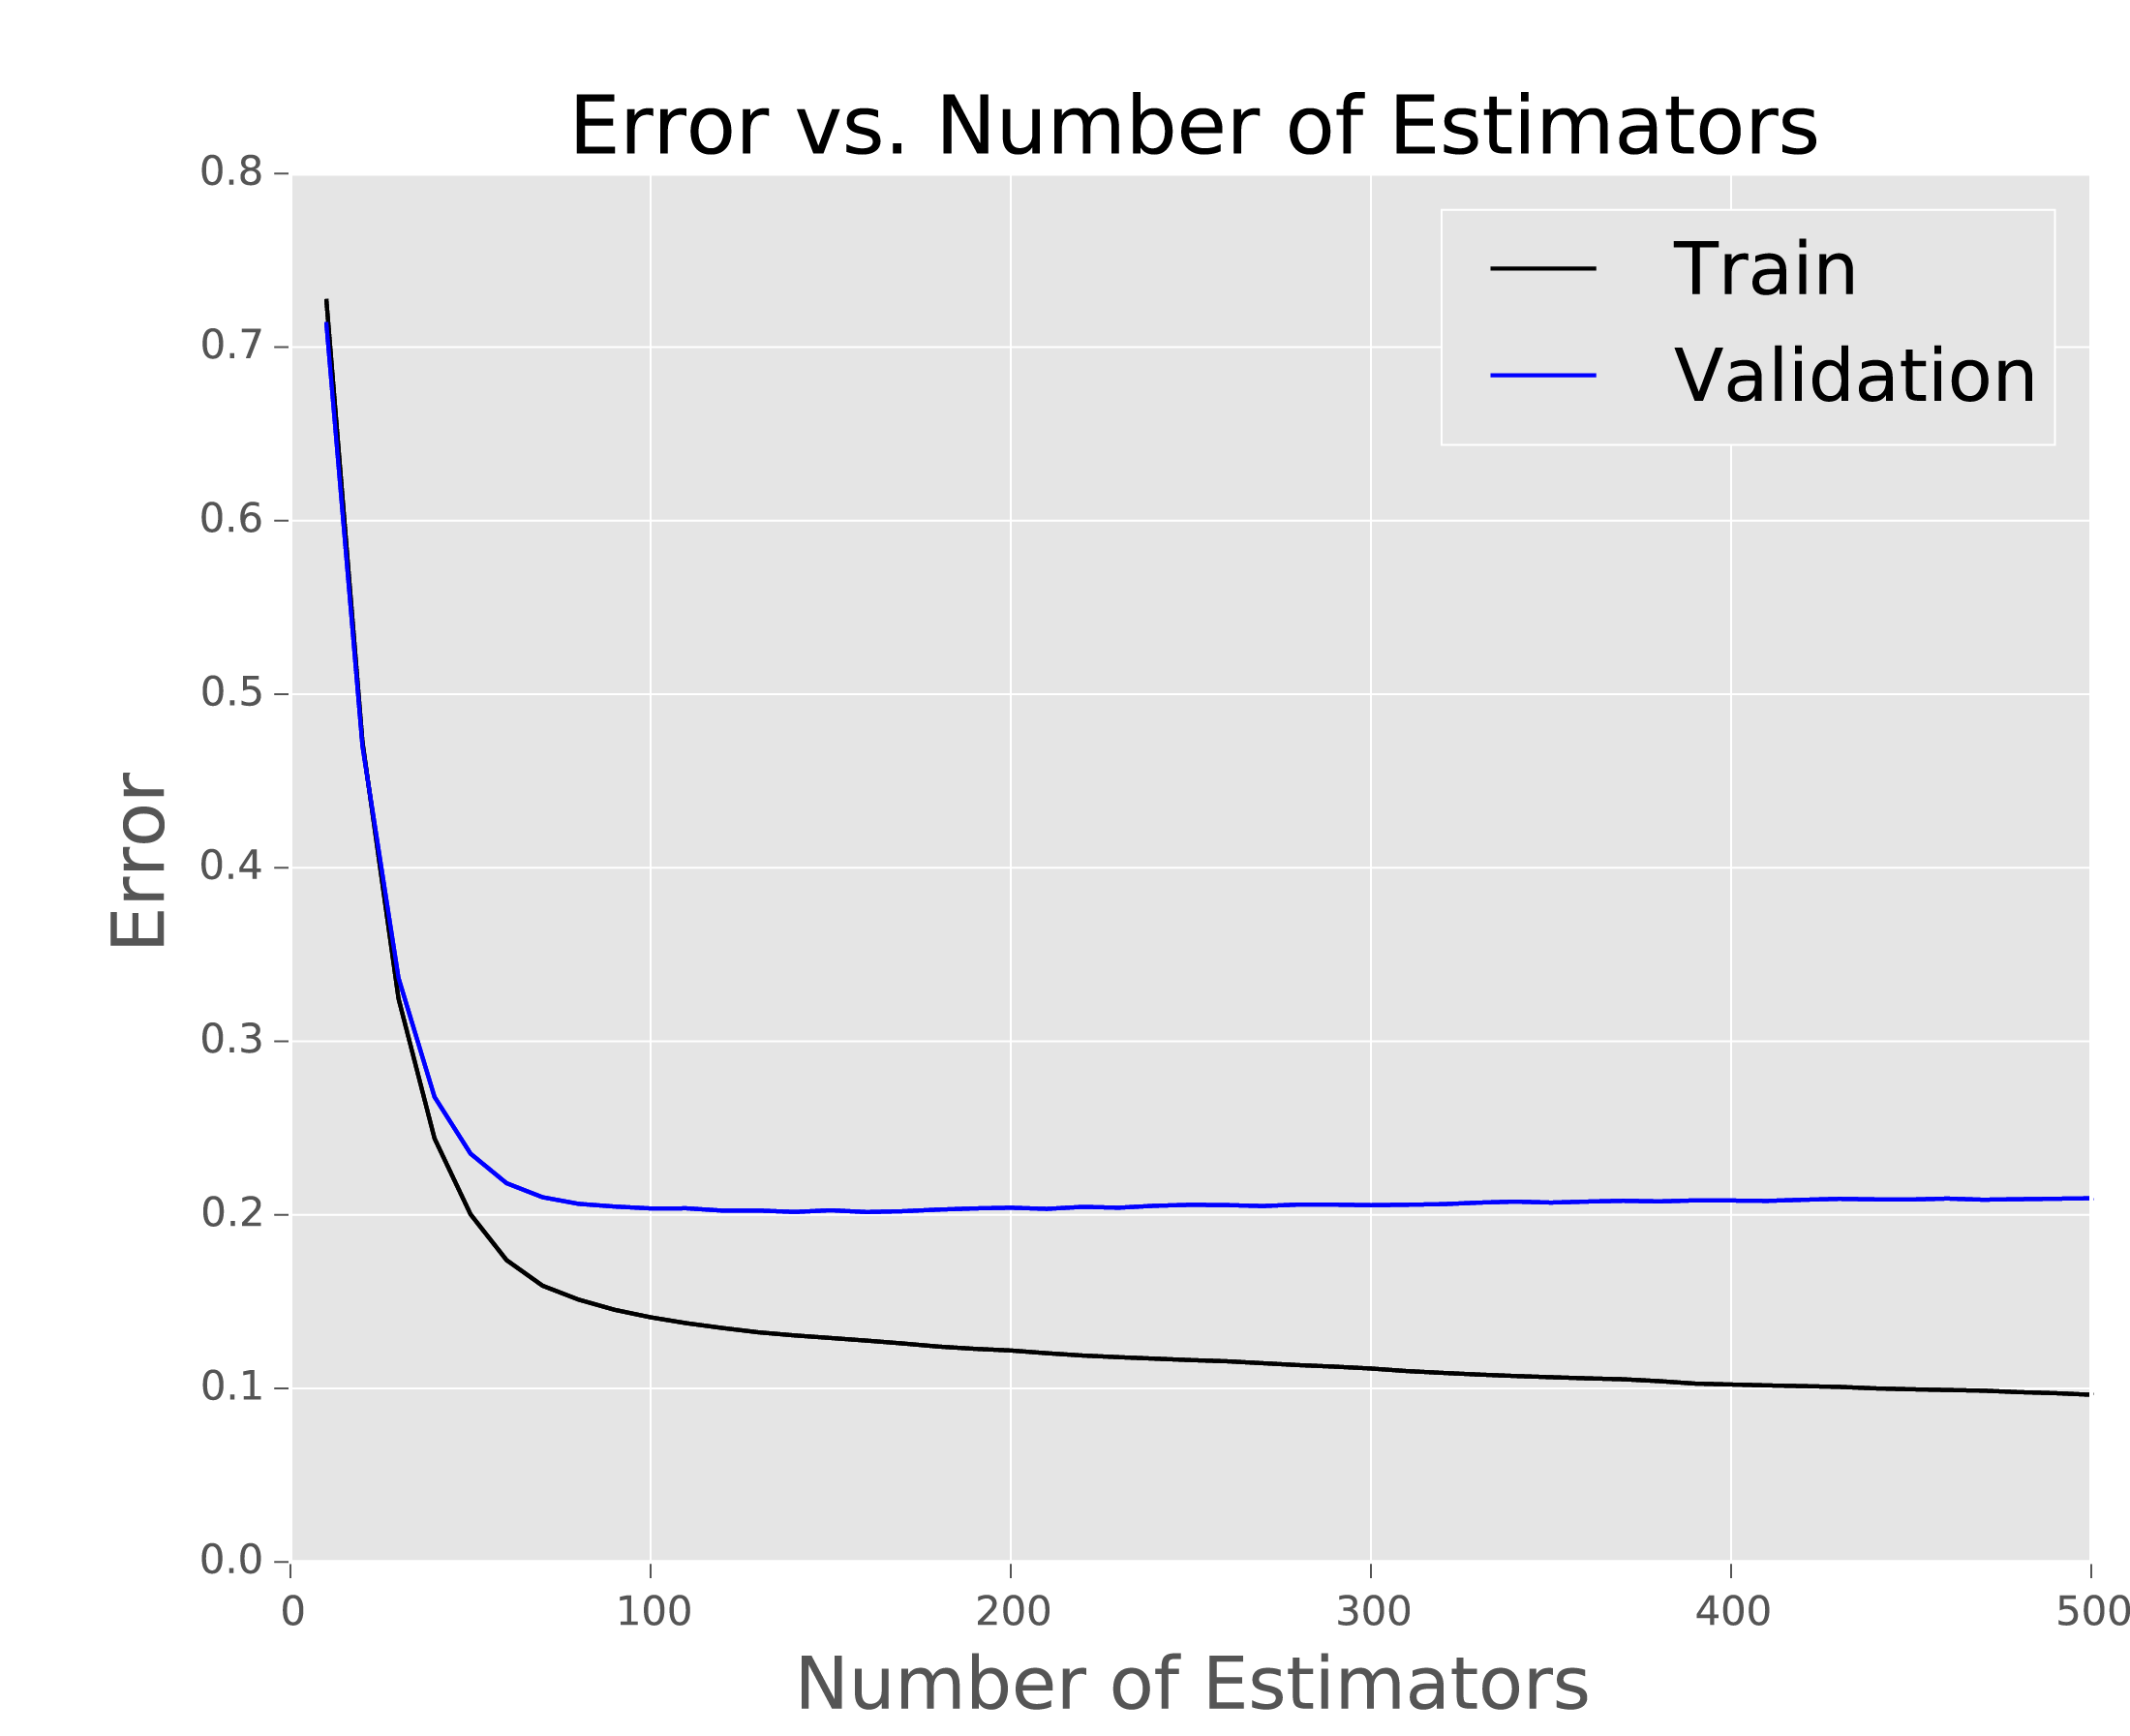 Error vs. Number of Estimators
Train
Validation
0.8
0.7
0.6
0.5
0.4
0.3
0.2
0.1
0.0
Error
0 100 200 300 400 500
Number of Estimators